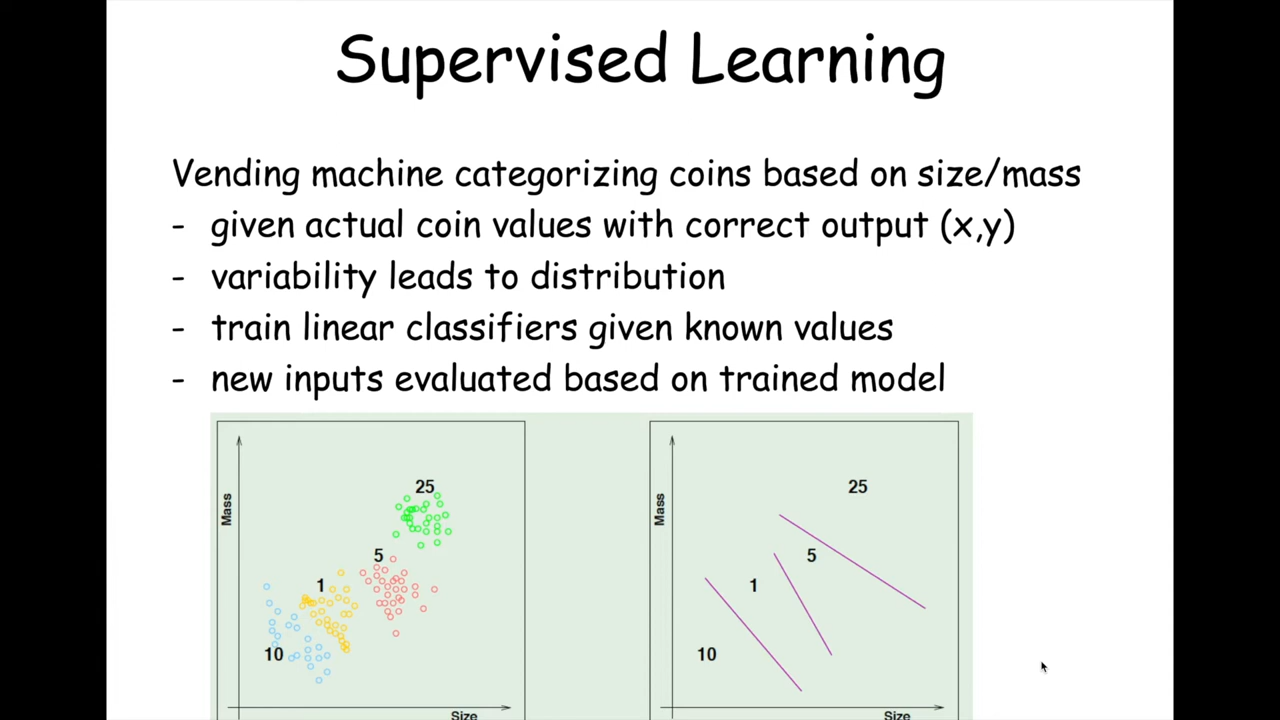 Supervised Learning
Vending machine categorizing coins based on size/mass
- given actual coin values with correct output (x,y)
- variability leads to distribution
- train linear classifiers given known values
- new inputs evaluated based on trained model
Mass
25
5
1
10
Size
Mass
25
5
1
10
Size